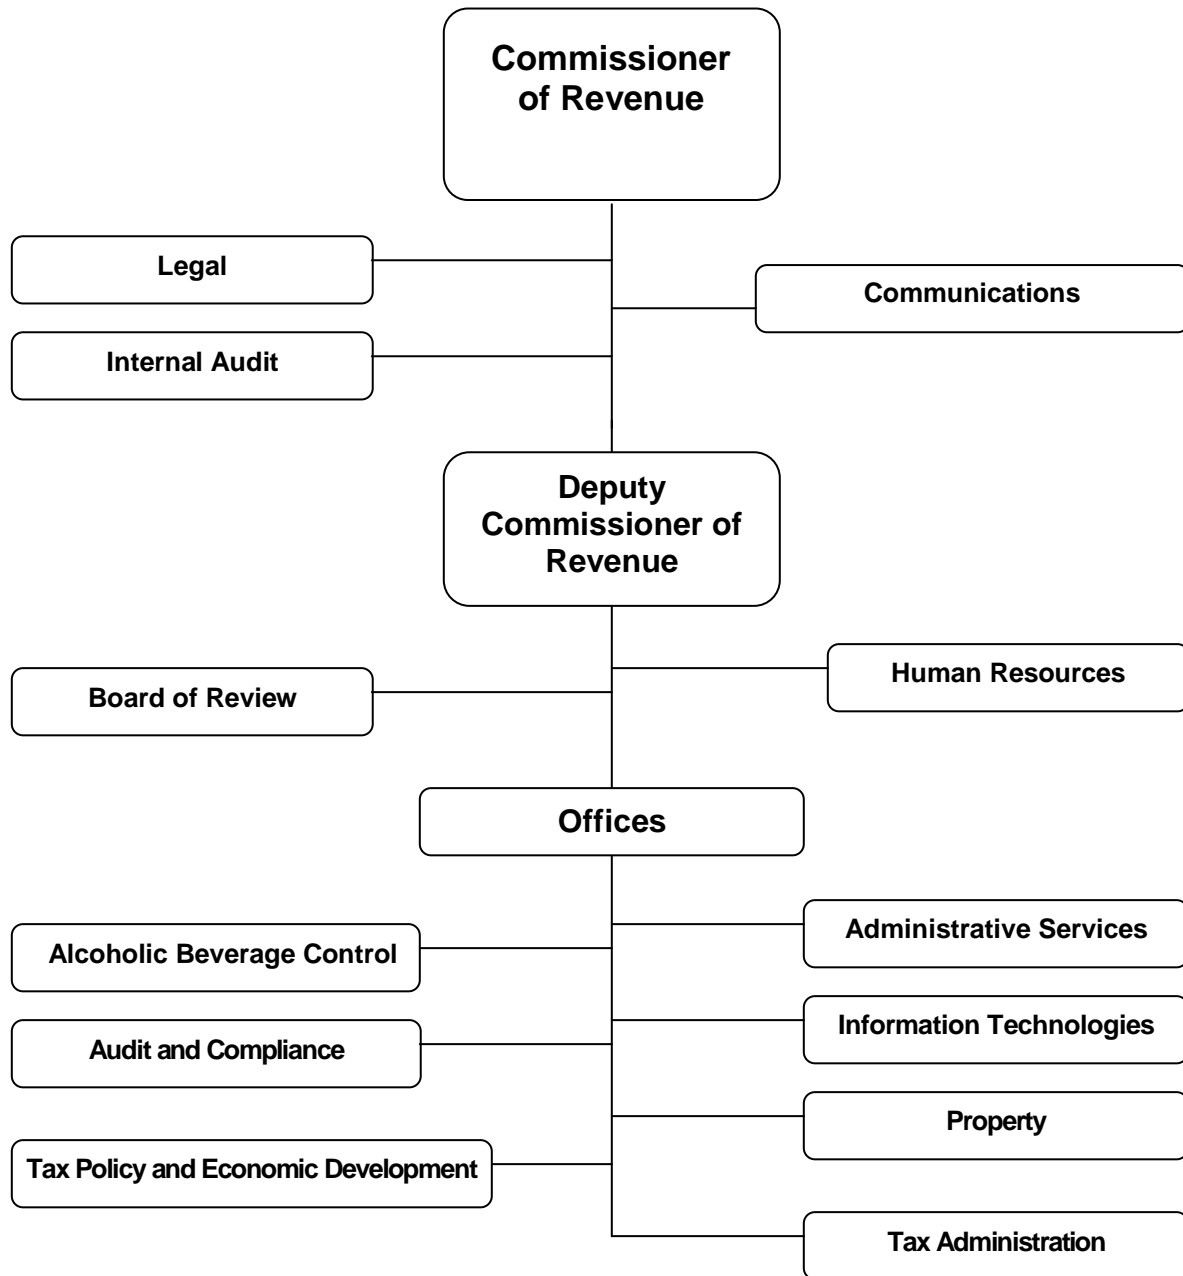 Commissioner
of Revenue
Legal
Communications
Internal Audit
Deputy
Commissioner of
Revenue
Human Resources
Board of Review
Offices
Administrative Services
Alcoholic Beverage Control
Information Technologies
Audit and Compliance
Property
Tax Policy and Economic Development
Tax Administration